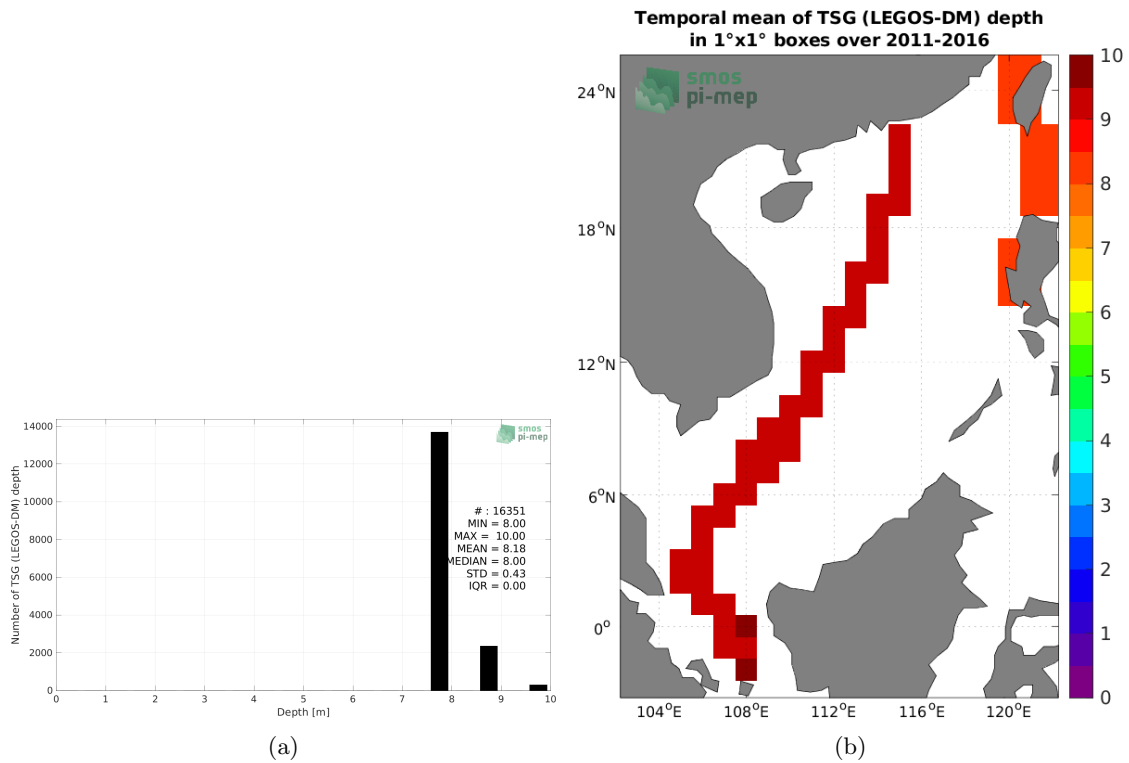 14000
12000
10000
8000
6000
4000
2000
0
Number of TSG (LEGOS-DM) depth
smos
pi-mep
# : 16351
MIN = 8.00
MAX = 10.00
MEAN = 8.18
MEDIAN = 8.00
STD = 0.43
IQR = 0.00
0 1 2 3 4 5 6 7 8 9 10
Depth [m]
(a)
Temporal mean of TSG (LEGOS-DM) depth
in 1°x1° boxes over 2011-2016
smos
pi-mep
24°N
18°N
12°N
6°N
0°
104°E 108°E 112°E 116°E 120°E
10
9
8
7
6
5
4
3
2
1
0
(b)